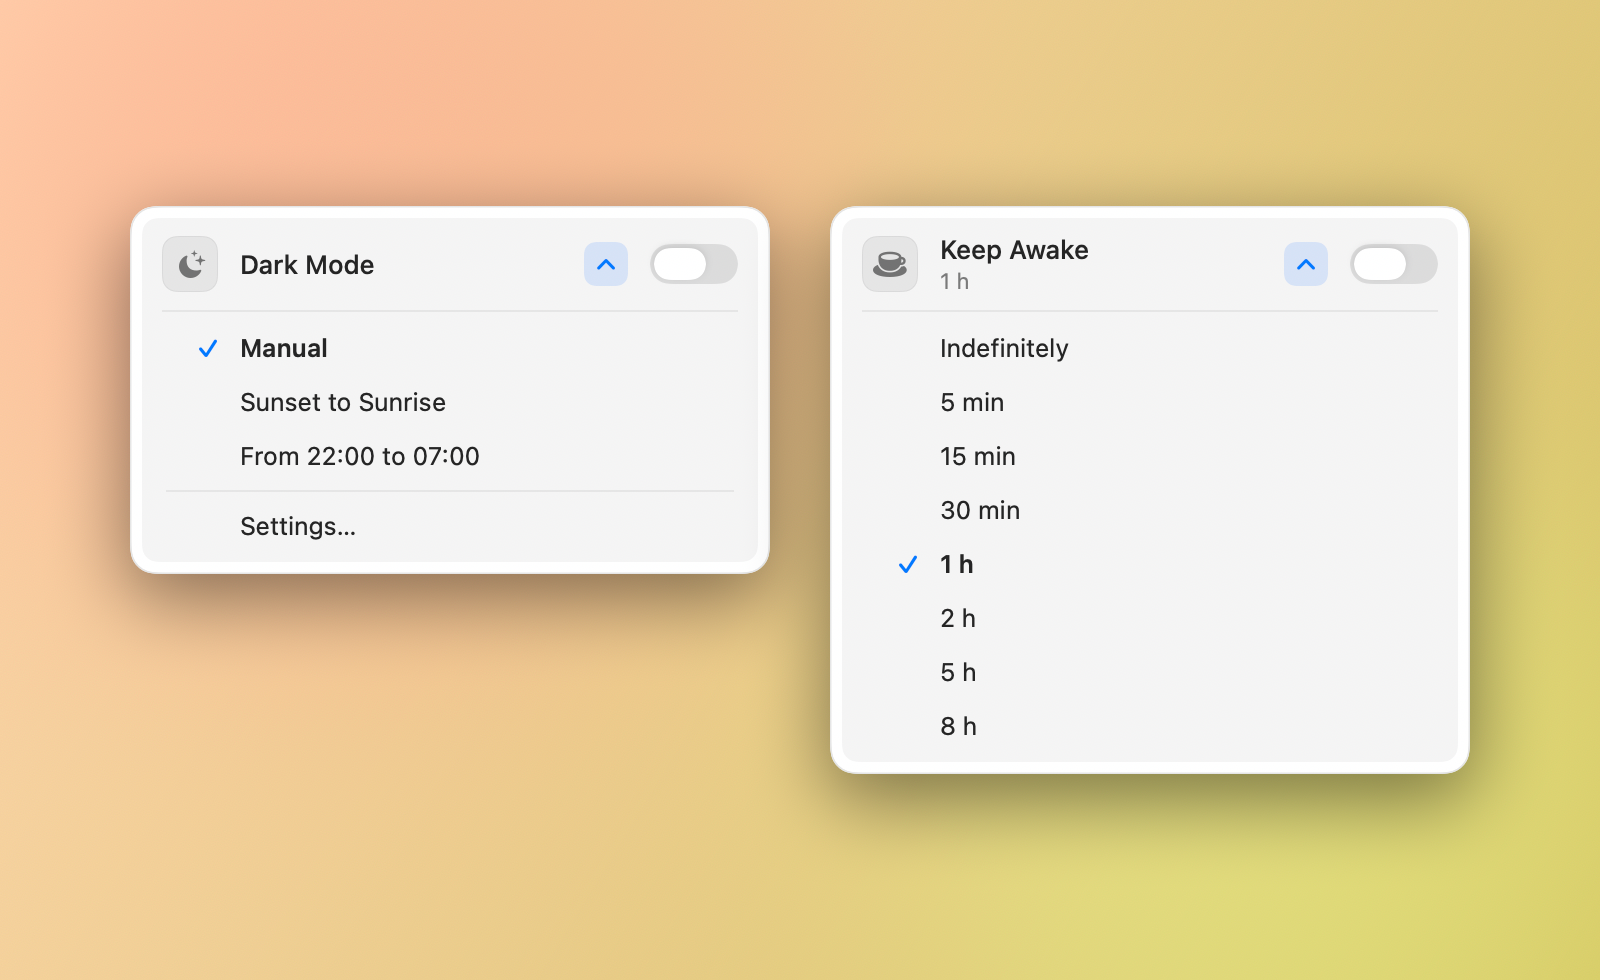 Dark Mode
Manual
Sunset to Sunrise
From 22:00 to 07:00
Settings...
Keep Awake
1 h
Indefinitely
5 min
15 min
30 min
1 h
2 h
5 h
8 h